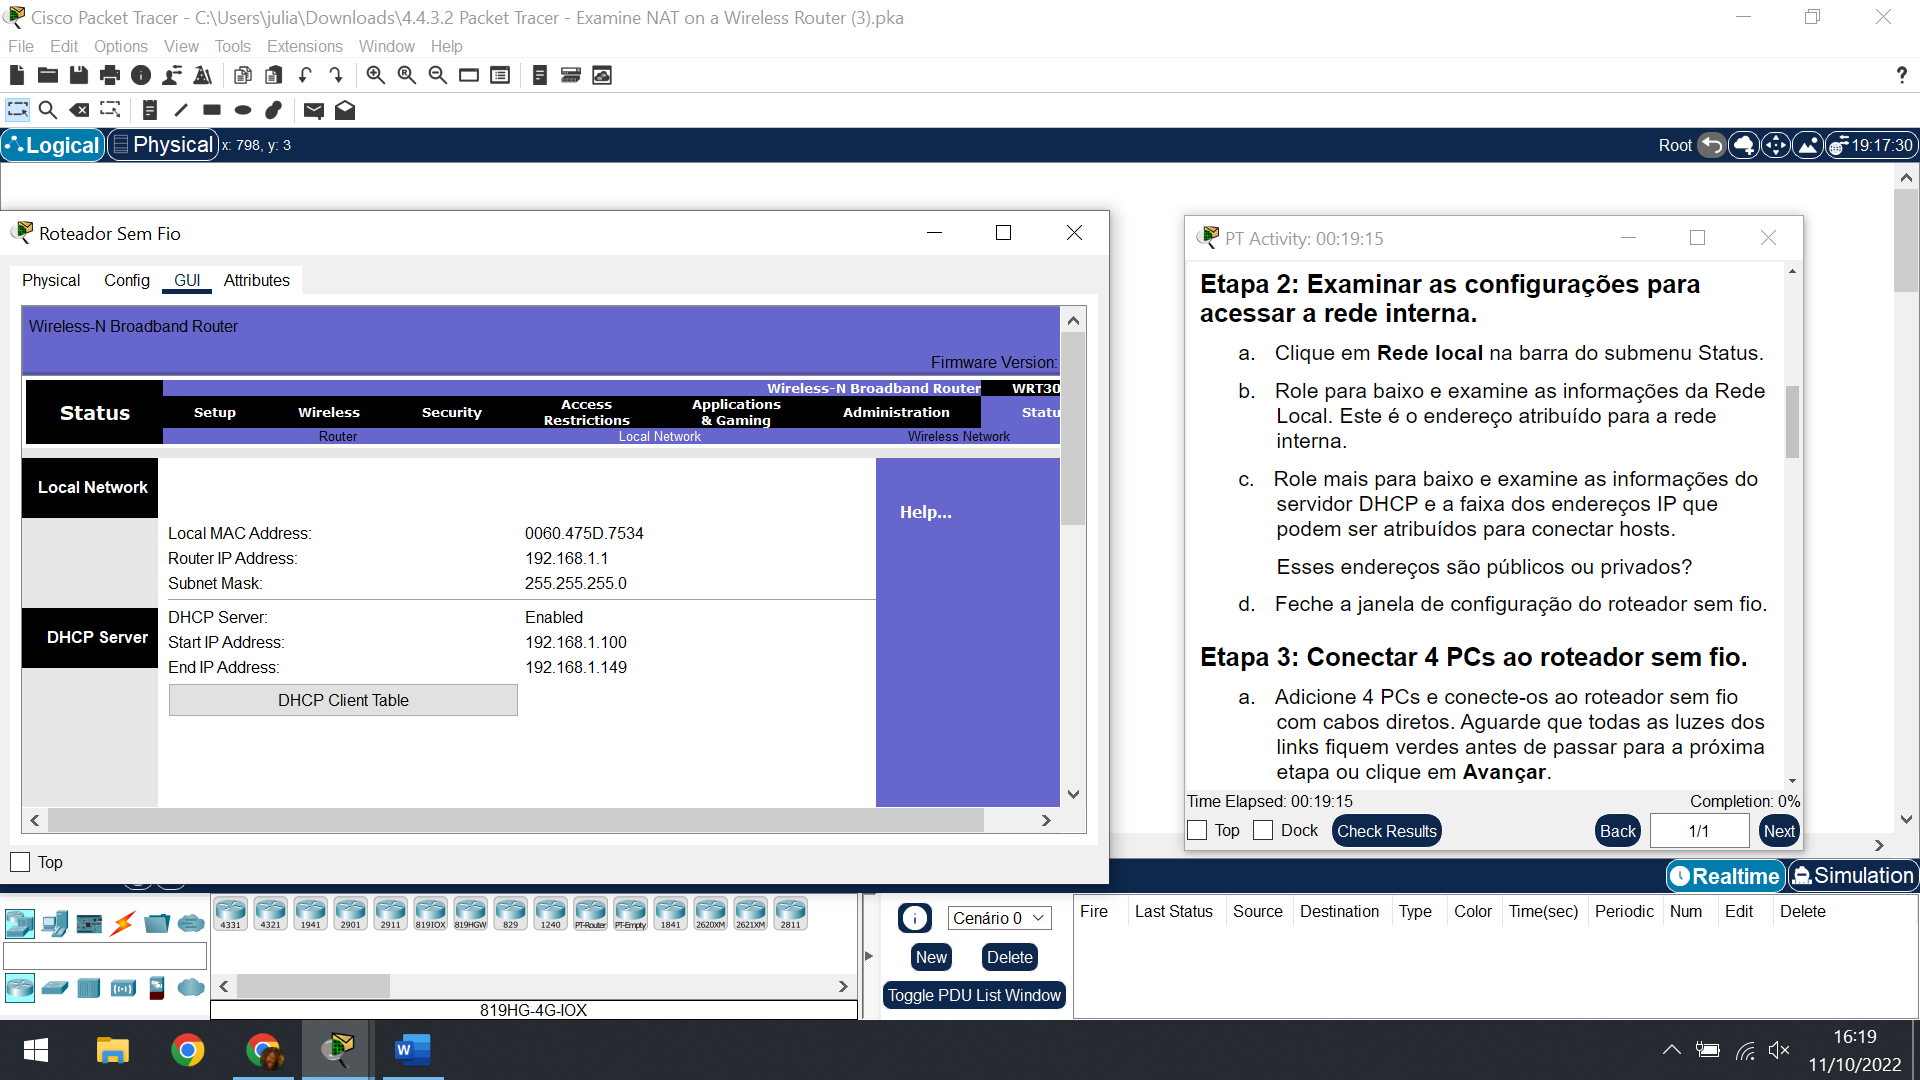 Cisco Packet Tracer - C:\Users\julia\Downloads\4.4.3.2 Packet Tracer - Examine NAT on a Wireless Router (3).pka
File Edit Options View Tools Extensions Window Help
?
Logical Physical x: 798, y: 3 Root 19:17:30
Roteador Sem Fio
Physical Config GUI Attributes
Wireless-N Broadband Router
Firmware Version:
Wireless-N Broadband Router WRT30
Status Setup Wireless Security Access Restrictions Applications & Gaming Administration Statu
Router Local Network Wireless Network
Local Network
Help...
Local MAC Address: 0060.475D.7534
Router IP Address: 192.168.1.1
Subnet Mask: 255.255.255.0
DHCP Server
DHCP Server: Enabled
Start IP Address: 192.168.1.100
End IP Address: 192.168.1.149
DHCP Client Table
Top
PT Activity: 00:19:15
Etapa 2: Examinar as configurações para
acessar a rede interna.
a. Clique em Rede local na barra do submenu Status.
b. Role para baixo e examine as informações da Rede
Local. Este é o endereço atribuído para a rede
interna.
c. Role mais para baixo e examine as informações do
servidor DHCP e a faixa dos endereços IP que
podem ser atribuídos para conectar hosts.
Esses endereços são públicos ou privados?
d. Feche a janela de configuração do roteador sem fio.
Etapa 3: Conectar 4 PCs ao roteador sem fio.
a. Adicione 4 PCs e conecte-os ao roteador sem fio
com cabos diretos. Aguarde que todas as luzes dos
links fiquem verdes antes de passar para a próxima
etapa ou clique em Avançar.
Time Elapsed: 00:19:15 Completion: 0%
Top Dock Check Results Back 1/1 Next
Realtime Simulation
4331 4321 1941 2901 2911 819IOX 819HGW 829 1240 PT-Router PT-Empty 1841 2620XM 2621XM 2811
819HG-4G-IOX
Cenário 0
New Delete
Toggle PDU List Window
Fire Last Status Source Destination Type Color Time(sec) Periodic Num Edit Delete
16:19
11/10/2022